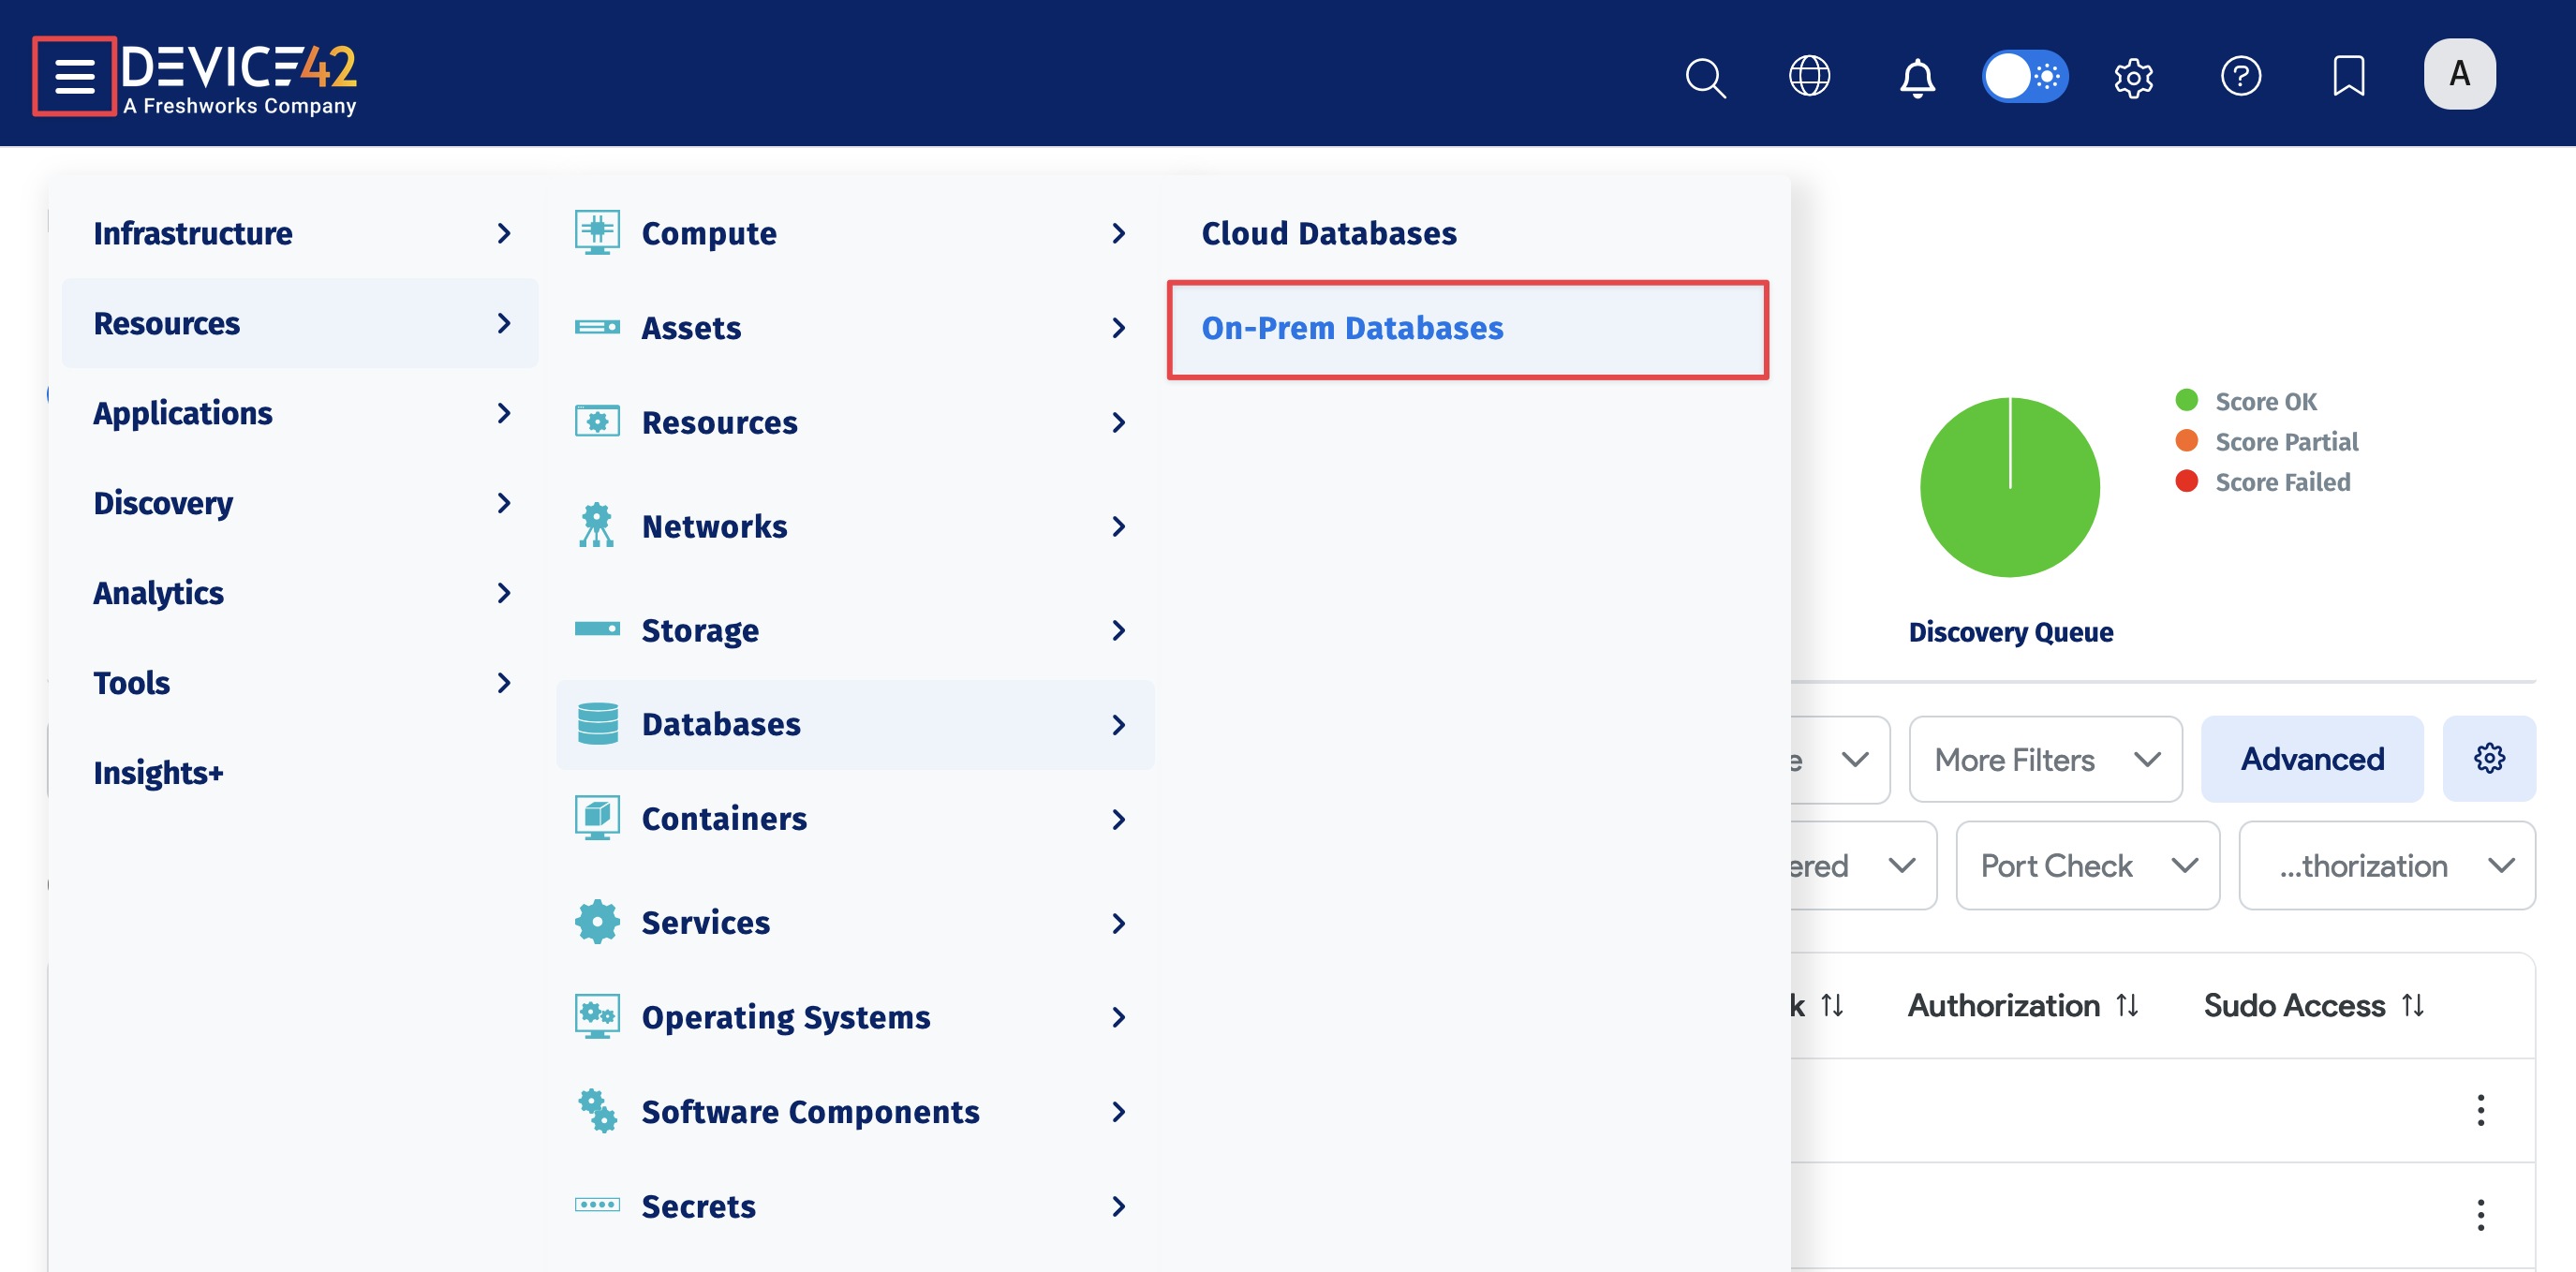 DEVICE42
A Freshworks Company
A
Infrastructure
Resources
Applications
Discovery
Analytics
Tools
Insights+
Compute
Assets
Resources
Networks
Storage
Databases
Containers
Services
Operating Systems
Software Components
Secrets
Cloud Databases
On-Prem Databases
Score OK
Score Partial
Score Failed
Discovery Queue
More Filters
Advanced
ered
Port Check
...thorization
k
Authorization
Sudo Access